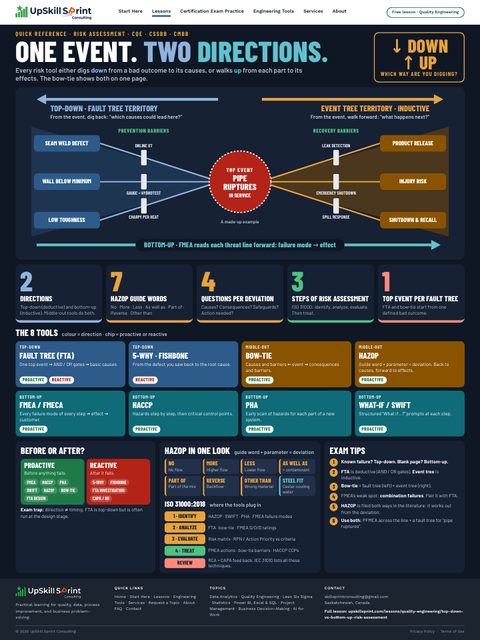 UpSkill Sprint
Consulting
Start Here Lessons Certification Exam Practice Engineering Tools Services About
Free lesson · Quality Engineering
QUICK REFERENCE · RISK ASSESSMENT · CQE · CSSBB · CMBB
ONE EVENT. TWO DIRECTIONS.
Every risk tool either digs down from a bad outcome to its causes, or walks up from each part to its
effects. The bow-tie shows both on one page.
↓ DOWN
↑ UP
WHICH WAY ARE YOU DIGGING?
TOP-DOWN · FAULT TREE TERRITORY
From the event, dig back: "which causes could lead here?"
EVENT TREE TERRITORY · INDUCTIVE
From the event, walk forward: "what happens next?"
PREVENTION BARRIERS
RECOVERY BARRIERS
SEAM WELD DEFECT
WALL BELOW MINIMUM
LOW TOUGHNESS
ONLINE UT
GAUGE + HYDROTEST
CHARPY PER HEAT
TOP EVENT
PIPE
RUPTURES
IN SERVICE
A made-up example
LEAK DETECTION
EMERGENCY SHUTDOWN
SPILL RESPONSE
PRODUCT RELEASE
INJURY RISK
SHUTDOWN & RECALL
BOTTOM-UP · FMEA reads each threat line forward: failure mode → effect
2
DIRECTIONS
Top-down (deductive) and bottom-up
(inductive). Middle-out tools do both.
7
HAZOP GUIDE WORDS
No · More · Less · As well as · Part of ·
Reverse · Other than
4
QUESTIONS PER DEVIATION
Causes? Consequences? Safeguards?
Action needed?
3
STEPS OF RISK ASSESSMENT
ISO 31000: identify, analyze, evaluate.
Then treat.
1
TOP EVENT PER FAULT TREE
FTA and bow-tie start from one
defined bad outcome.
THE 8 TOOLS colour = direction · chip = proactive or reactive
TOP-DOWN
FAULT TREE (FTA)
One top event → AND / OR gates → basic causes.
PROACTIVE REACTIVE
TOP-DOWN
5-WHY · FISHBONE
From the defect you have back to the root cause.
REACTIVE
MIDDLE-OUT
BOW-TIE
Causes and barriers ← event → consequences
and barriers.
PROACTIVE
MIDDLE-OUT
HAZOP
Guide word + parameter = deviation. Back to
causes, forward to effects.
PROACTIVE
BOTTOM-UP
FMEA / FMECA
Every failure mode of every step → effect →
customer.
PROACTIVE
BOTTOM-UP
HACCP
Hazards step by step, then critical control points.
PROACTIVE
BOTTOM-UP
PHA
Early scan of hazards for each part of a new
system.
PROACTIVE
BOTTOM-UP
WHAT-IF / SWIFT
Structured "What if...?" prompts at each step.
PROACTIVE
BEFORE OR AFTER?
PROACTIVE
Before anything fails.
FMEA HACCP PHA
SWIFT HAZOP BOW-TIE
FTA DESIGN
REACTIVE
After it fails.
5-WHY FISHBONE
FTA INVESTIGATION
CAPA / 8D
Exam trap: direction ≠ timing. FTA is top-down but is often
run at the design stage.
HAZOP IN ONE LOOK guide word + parameter = deviation
NO
No flow
MORE
Higher flow
LESS
Lower flow
AS WELL AS
+ contaminant
PART OF
REVERSE
Backflow
OTHER THAN
Wrong material
STEEL FIT
ISO 31000:2018 where the tools plug in
1 · IDENTIFY HAZOP · SWIFT · PHA · FMEA failure modes
2 · ANALYZE FTA · bow-tie · FMEA S/O/D ratings
3 · EVALUATE Risk matrix · RPN / Action Priority vs criteria
4 · TREAT FMEA actions · bow-tie barriers · HACCP CCPs
REVIEW RCA + CAPA feed back. IEC 31010 lists all these
techniques.
EXAM TIPS
1 Known failure? Top-down. Blank page? Bottom-up.
2 FTA is deductive (AND / OR gates). Event tree is
inductive.
3 Bow-tie = fault tree (left) + event tree (right).
4 FMEA's weak spot: combination failures. Pair it with FTA.
5 HAZOP is filed both ways in the literature: it works out
from the deviation.
6 Use both: PFMEA across the line + a fault tree for "pipe
ruptures".
UpSkill Sprint
Consulting
Practical learning for quality, data, process
improvement, and business problem-
solving.
QUICK LINKS
Home · Start Here · Lessons · Engineering
Tools · Services · Request a Topic · About ·
FAQ · Contact
TOPICS
Data Analytics · Quality Engineering · Lean Six Sigma
· Statistics · Power BI, Excel & SQL · Project
Management · Business Decision-Making · AI for
Work
CONTACT
Saskatchewan, Canada
Full lesson: upskillsprint.com/lessons/quality-engineering/top-down-
vs-bottom-up-risk-assessment
© 2026 UpSkill Sprint Consulting
Privacy Policy · Terms of Use